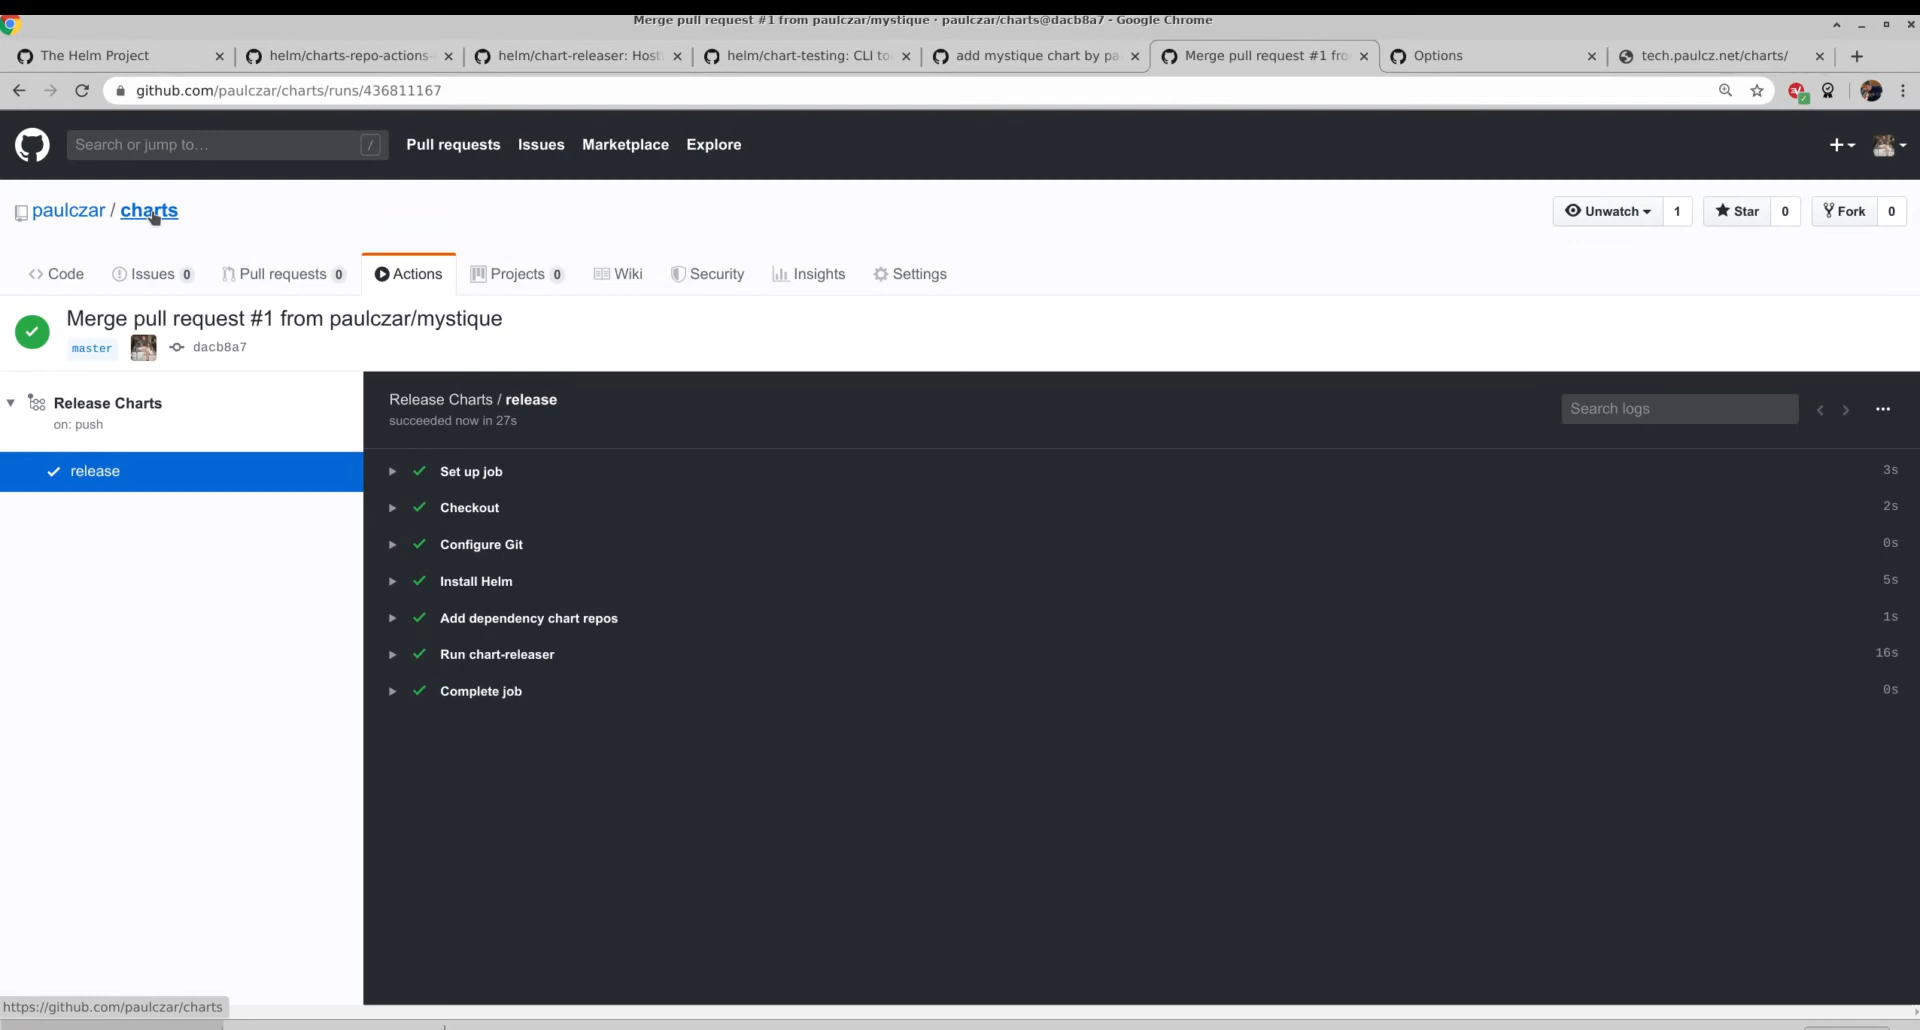 Merge pull request #1 from paulczar/mystique · paulczar/charts@dacb8a7 - Google Chrome
The Helm Project
helm/charts-repo-actions-
helm/chart-releaser: Host
helm/chart-testing: CLI to
add mystique chart by pa
Merge pull request #1 fro
Options
tech.paulcz.net/charts/
github.com/paulczar/charts/runs/436811167
Search or jump to…
/
Pull requests
Issues
Marketplace
Explore
paulczar / charts
Unwatch 1
Star 0
Fork 0
Code
Issues 0
Pull requests 0
Actions
Projects 0
Wiki
Security
Insights
Settings
Merge pull request #1 from paulczar/mystique
master
dacb8a7
Release Charts
on: push
release
Release Charts / release
succeeded now in 27s
Search logs
Set up job 3s
Checkout 2s
Configure Git 0s
Install Helm 5s
Add dependency chart repos 1s
Run chart-releaser 16s
Complete job 0s
https://github.com/paulczar/charts